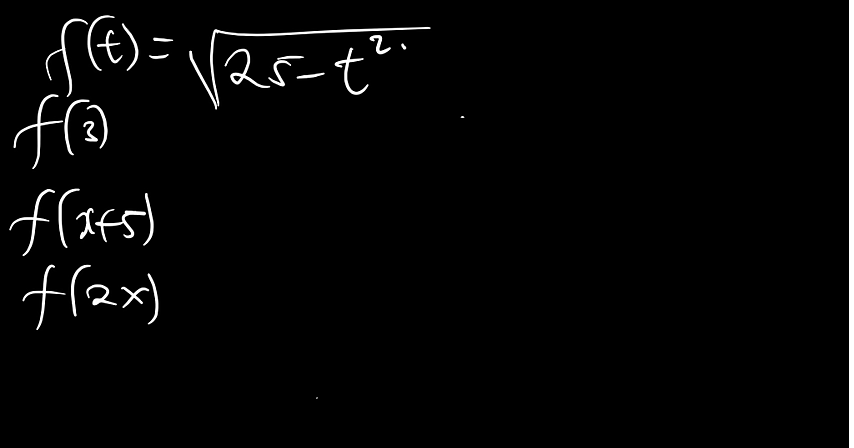 f(t) = √25 - t²
f(3)
f(x+5)
f(2x)